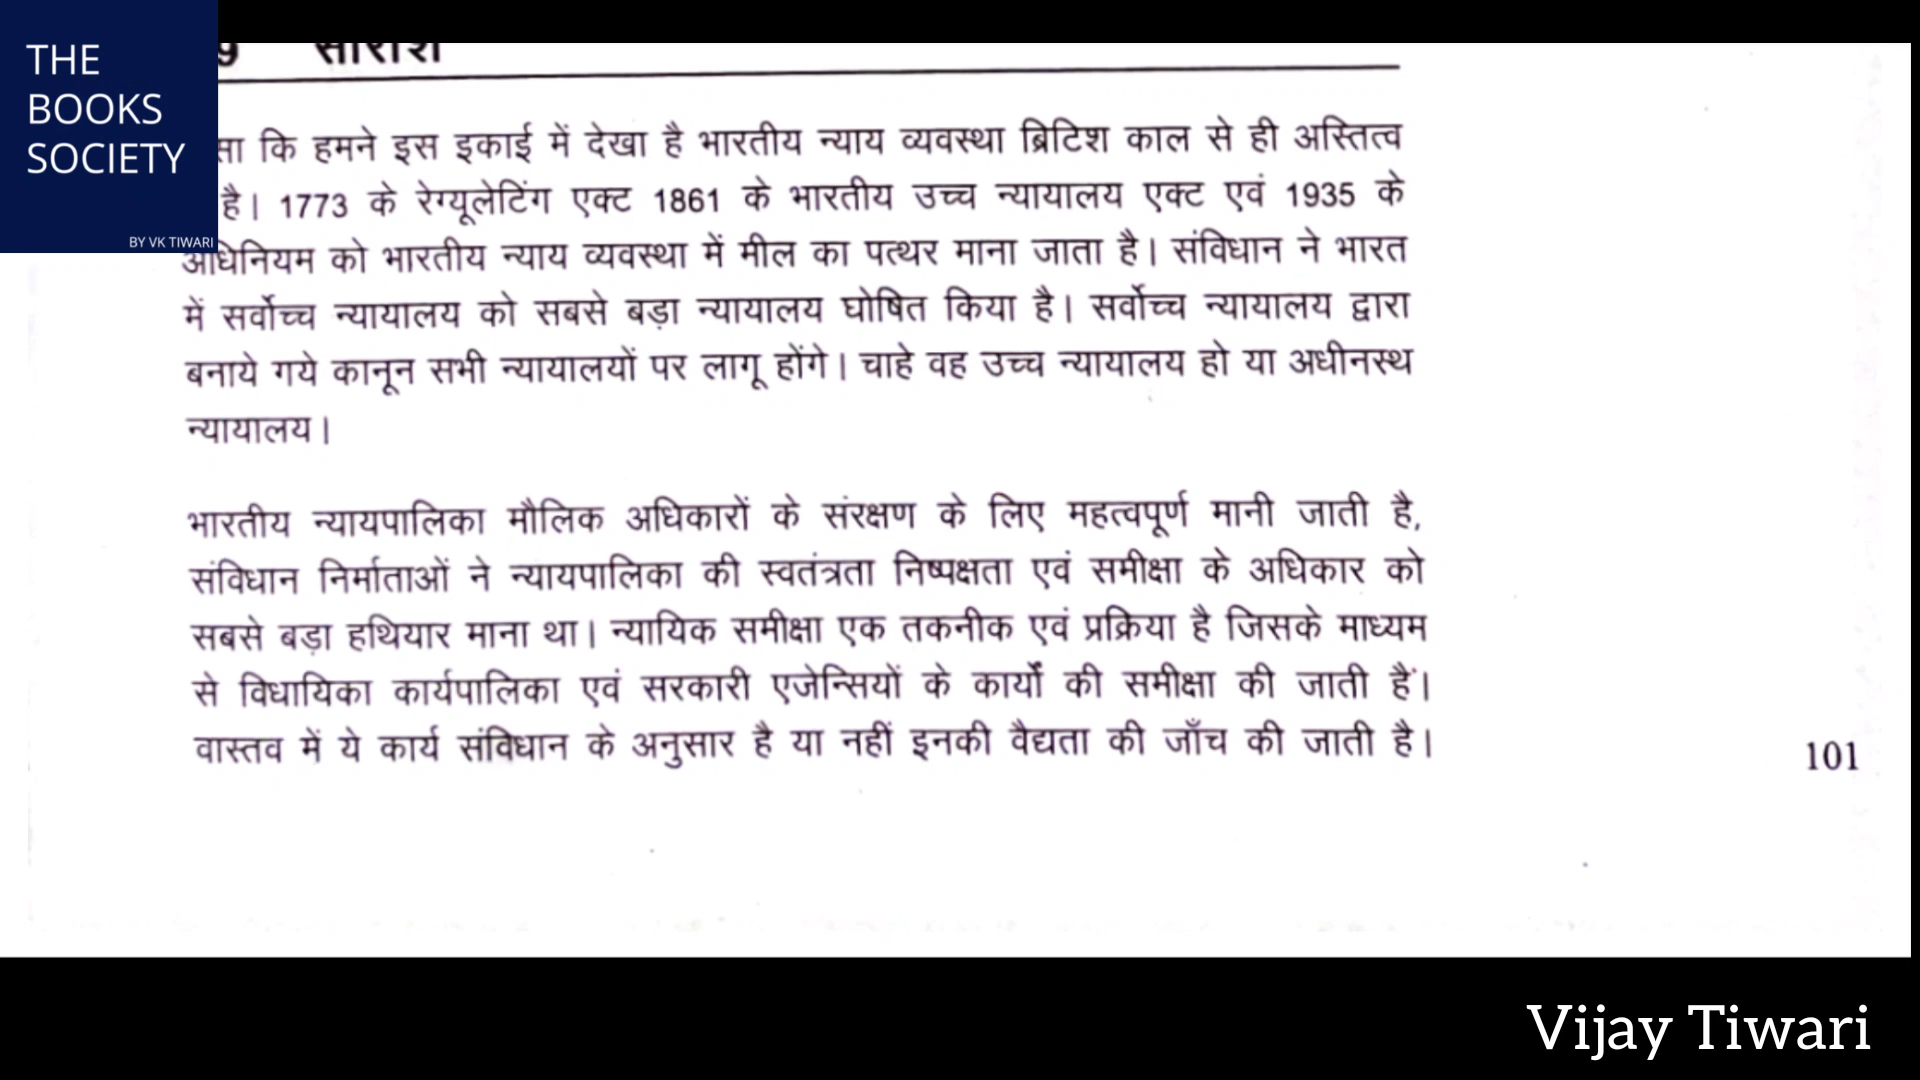 THE
BOOKS
SOCIETY
BY VK TIWARI
9 सारांश
सा कि हमने इस इकाई में देखा है भारतीय न्याय व्यवस्था ब्रिटिश काल से ही अस्तित्व
है। 1773 के रेग्यूलेटिंग एक्ट 1861 के भारतीय उच्च न्यायालय एक्ट एवं 1935 के
अधिनियम को भारतीय न्याय व्यवस्था में मील का पत्थर माना जाता है। संविधान ने भारत
में सर्वोच्च न्यायालय को सबसे बड़ा न्यायालय घोषित किया है। सर्वोच्च न्यायालय द्वारा
बनाये गये कानून सभी न्यायालयों पर लागू होंगे। चाहे वह उच्च न्यायालय हो या अधीनस्थ
न्यायालय।
भारतीय न्यायपालिका मौलिक अधिकारों के संरक्षण के लिए महत्वपूर्ण मानी जाती है,
संविधान निर्माताओं ने न्यायपालिका की स्वतंत्रता निष्पक्षता एवं समीक्षा के अधिकार को
सबसे बड़ा हथियार माना था। न्यायिक समीक्षा एक तकनीक एवं प्रक्रिया है जिसके माध्यम
से विधायिका कार्यपालिका एवं सरकारी एजेन्सियों के कार्यों की समीक्षा की जाती है।
वास्तव में ये कार्य संविधान के अनुसार है या नहीं इनकी वैद्यता की जाँच की जाती है।
101
Vijay Tiwari